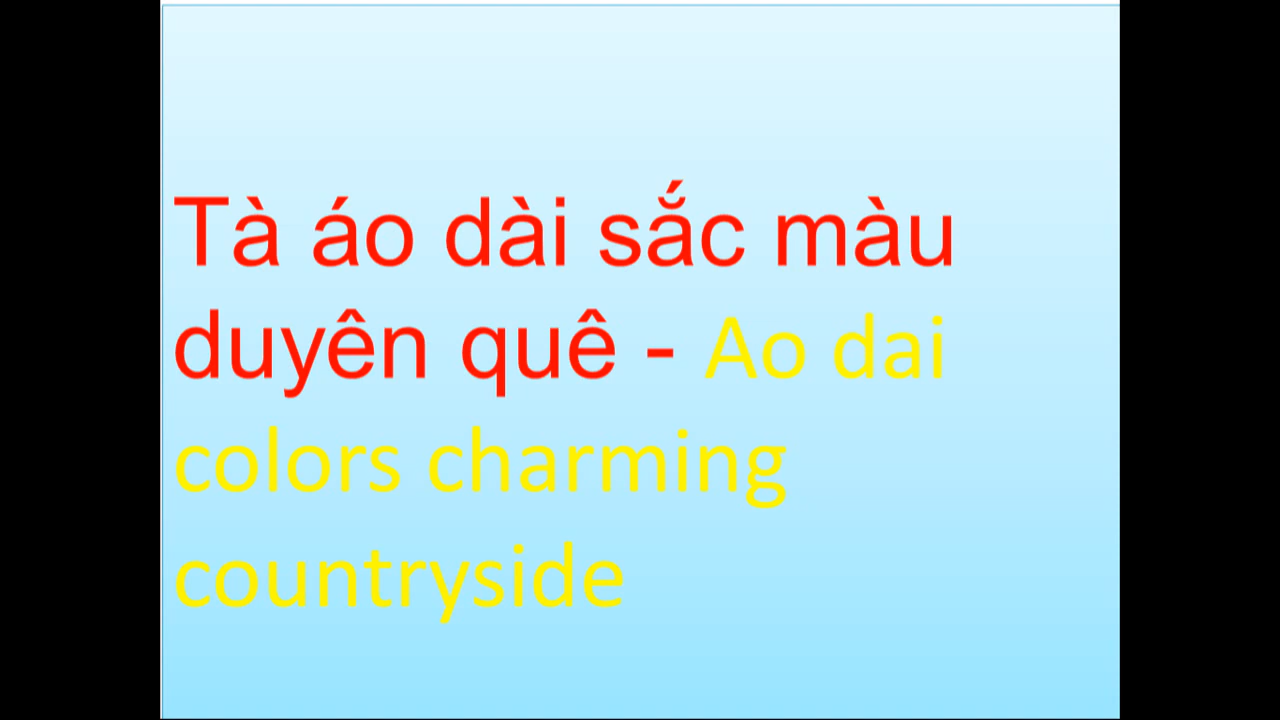 Tà áo dài sắc màu
duyên quê - Ao dai
colors charming
countryside